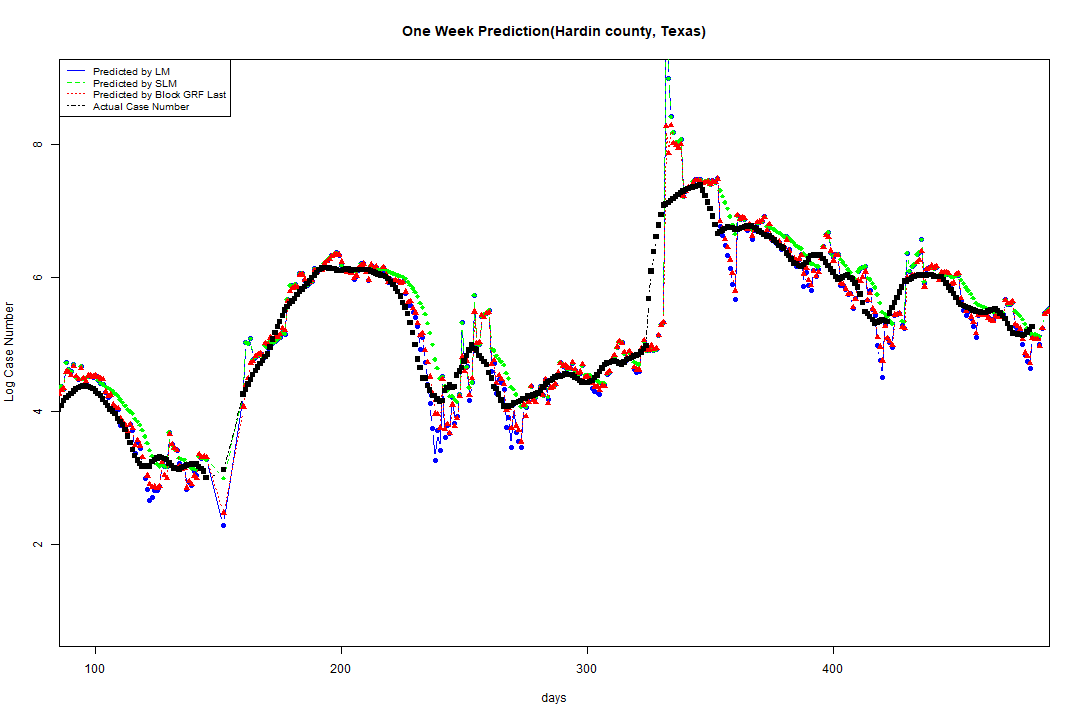 One Week Prediction(Hardin county, Texas)
Predicted by LM
Predicted by SLM
Predicted by Block GRF Last
Actual Case Number
8
6
4
2
Log Case Number
100 200 300 400
days